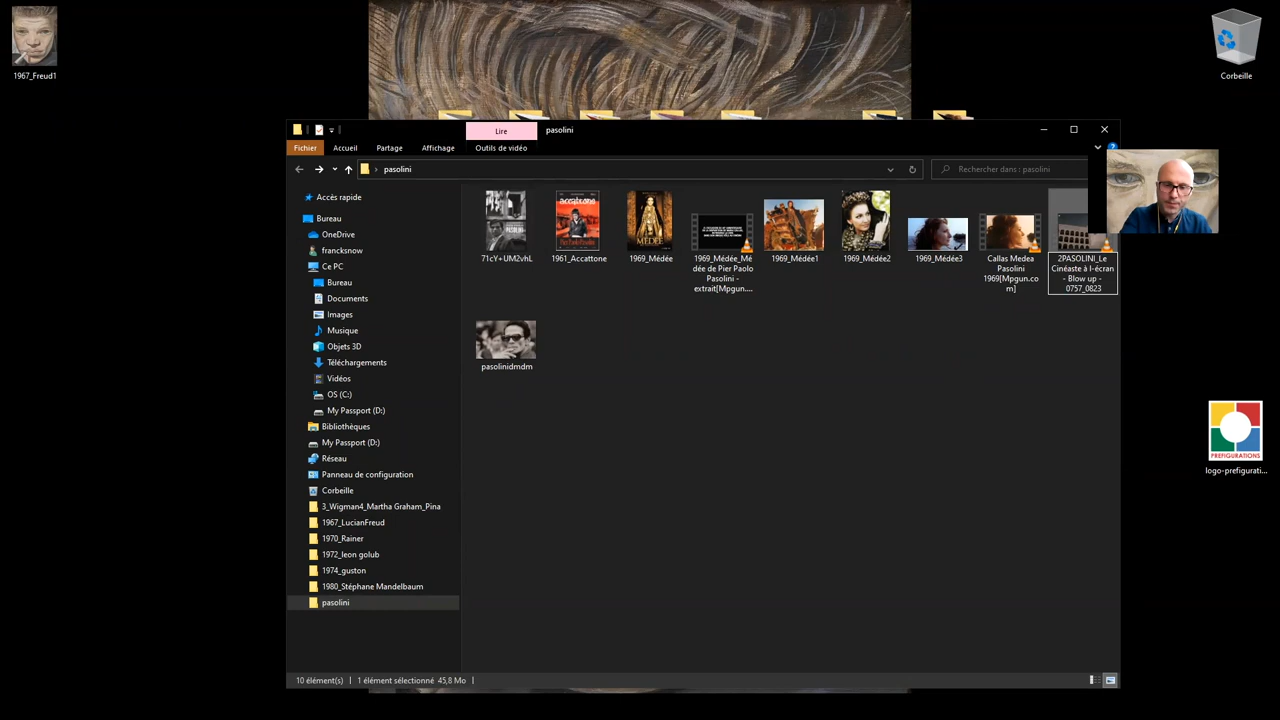 1967_Freud1
Corbeille
Lire
pasolini
Fichier
Accueil
Partage
Affichage
Outils de vidéo
pasolini
Rechercher dans : pasolini
Accès rapide
Bureau
OneDrive
francksnow
Ce PC
Bureau
Documents
Images
Musique
Objets 3D
Téléchargements
Vidéos
OS (C:)
My Passport (D:)
Bibliothèques
My Passport (D:)
Réseau
Panneau de configuration
Corbeille
3_Wigman4_Martha Graham_Pina
1967_LucianFreud
1970_Rainer
1972_leon golub
1974_guston
1980_Stéphane Mandelbaum
pasolini
71cY+UM2vhL
1961_Accattone
1969_Médée
1969_Médée_Mé
dée de Pier Paolo
Pasolini -
extrait[Mpgun....
1969_Médée1
1969_Médée2
1969_Médée3
Callas Medea
Pasolini
1969[Mpgun.co
m]
2PASOLINI_Le
Cinéaste à l-écran
- Blow up -
0757_0823
pasolinidmdm
PREFIGURATIONS
logo-prefigurati...
10 élément(s)
1 élément sélectionné 45,8 Mo